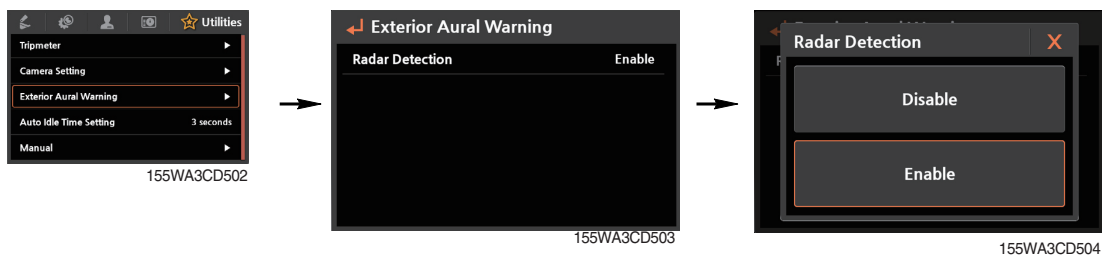 Utilities
Tripmeter
Camera Setting
Exterior Aural Warning
Auto Idle Time Setting 3 seconds
Manual
155WA3CD502
Exterior Aural Warning
Radar Detection Enable
155WA3CD503
Radar Detection X
Disable
Enable
155WA3CD504